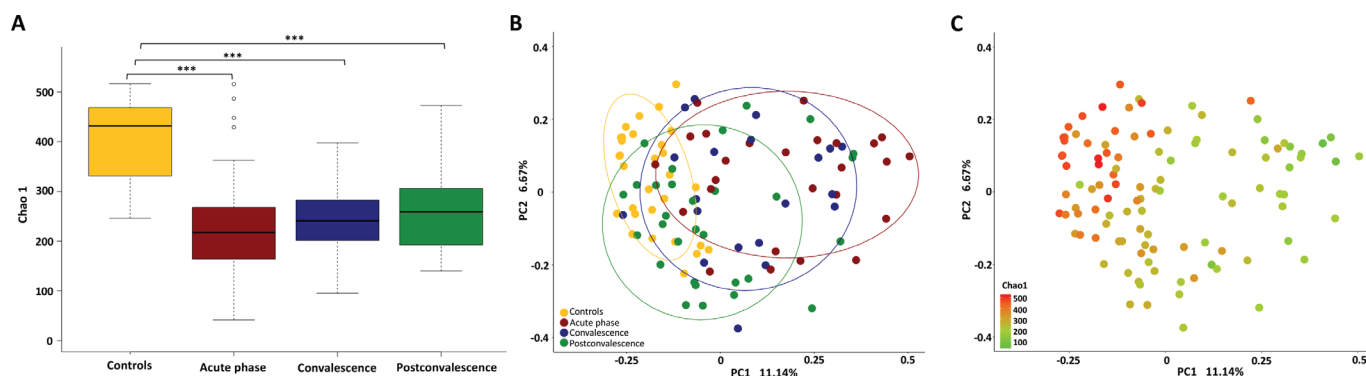 A
***
***
***
Chao 1
500
400
300
200
100
0
Controls
Acute phase
Convalescence
Postconvalescence
B
PC2 6.67%
0.4
0.2
0
-0.2
-0.4
Controls
Acute phase
Convalescence
Postconvalescence
-0.25
0
0.25
0.5
PC1 11.14%
C
PC2 6.67%
0.4
0.2
0
-0.2
-0.4
Chao1
500
400
300
200
100
-0.25
0
0.25
0.5
PC1 11.14%